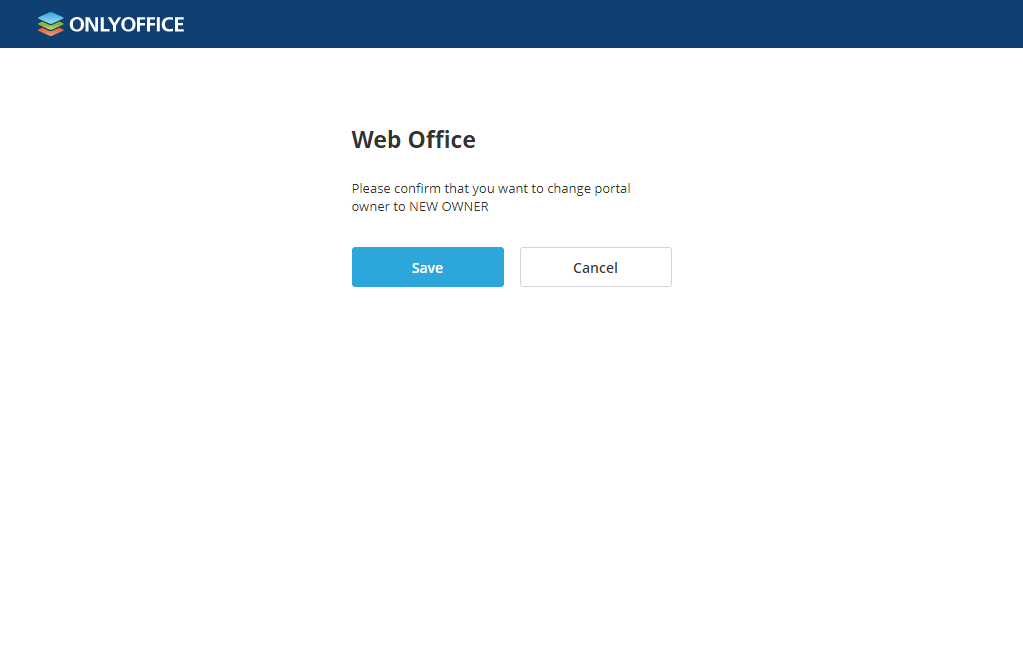 ONLYOFFICE
Web Office
Please confirm that you want to change portal
owner to NEW OWNER
Save
Cancel